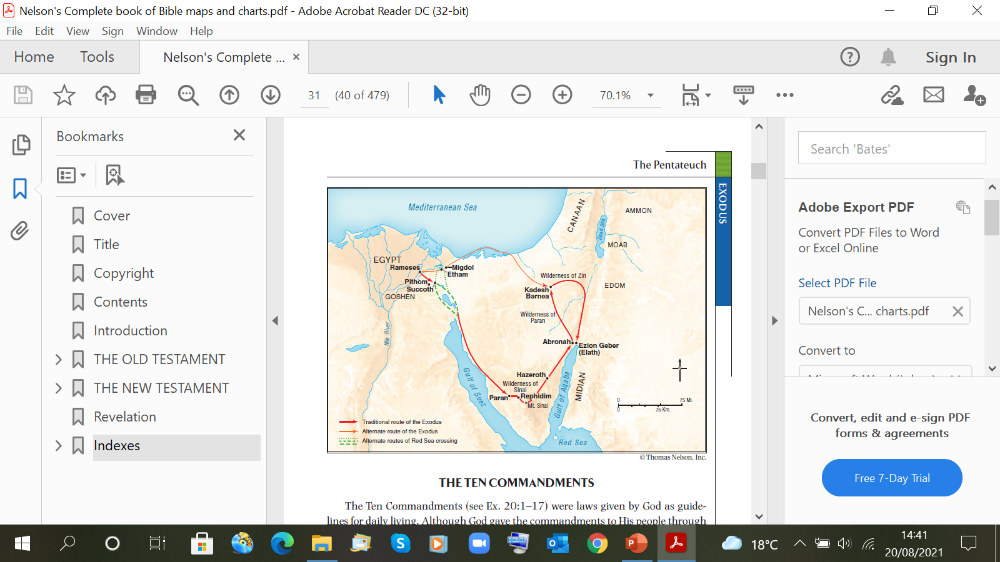 Nelson's Complete book of Bible maps and charts.pdf - Adobe Acrobat Reader DC (32-bit)
File Edit View Sign Window Help
Home Tools Nelson's Complete ... × Sign In
31 (40 of 479) 70.1%
Bookmarks
Cover
Title
Copyright
Contents
Introduction
THE OLD TESTAMENT
THE NEW TESTAMENT
Revelation
Indexes
The Pentateuch
EXODUS
Mediterranean Sea
CANAAN
AMMON
Dead Sea
MOAB
EGYPT
Rameses
Migdol
Etham
Pithom
Succoth
GOSHEN
Wilderness of Zin
EDOM
Kadesh
Barnea
Wilderness of
Paran
Nile River
Abronah
Ezion Geber
(Elath)
Gulf of Suez
Hazeroth
Wilderness of
Sinai
Paran
Rephidim
Mt. Sinai
Gulf of Aqaba
MIDIAN
0 75 Mi.
0 75 Km.
Red Sea
Traditional route of the Exodus
Alternate route of the Exodus
Alternate routes of Red Sea crossing
© Thomas Nelson, Inc.
THE TEN COMMANDMENTS
The Ten Commandments (see Ex. 20:1–17) were laws given by God as guide-
lines for daily living. Although God gave the commandments to His people through
Search 'Bates'
Adobe Export PDF
Convert PDF Files to Word
or Excel Online
Select PDF File
Nelson's C... charts.pdf
Convert to
Convert, edit and e-sign PDF
forms & agreements
Free 7-Day Trial
18°C
14:41
20/08/2021